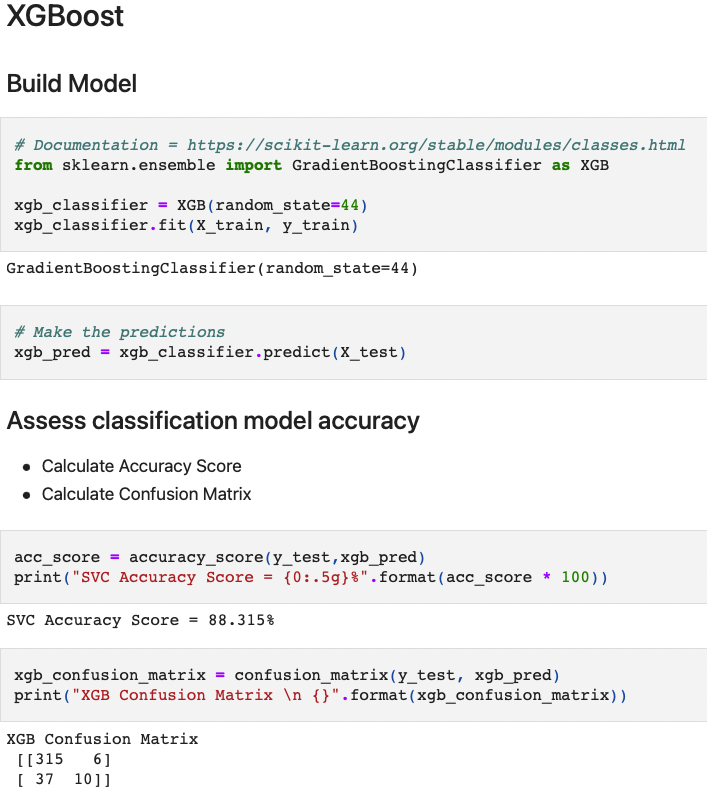 XGBoost
Build Model
# Documentation = https://scikit-learn.org/stable/modules/classes.html
from sklearn.ensemble import GradientBoostingClassifier as XGB
xgb_classifier = XGB(random_state=44)
xgb_classifier.fit(X_train, y_train)
GradientBoostingClassifier(random_state=44)
# Make the predictions
xgb_pred = xgb_classifier.predict(X_test)
Assess classification model accuracy
• Calculate Accuracy Score
• Calculate Confusion Matrix
acc_score = accuracy_score(y_test,xgb_pred)
print("SVC Accuracy Score = {0:.5g}%".format(acc_score * 100))
SVC Accuracy Score = 88.315%
xgb_confusion_matrix = confusion_matrix(y_test, xgb_pred)
print("XGB Confusion Matrix \n {}".format(xgb_confusion_matrix))
XGB Confusion Matrix
[[315   6]
[ 37  10]]